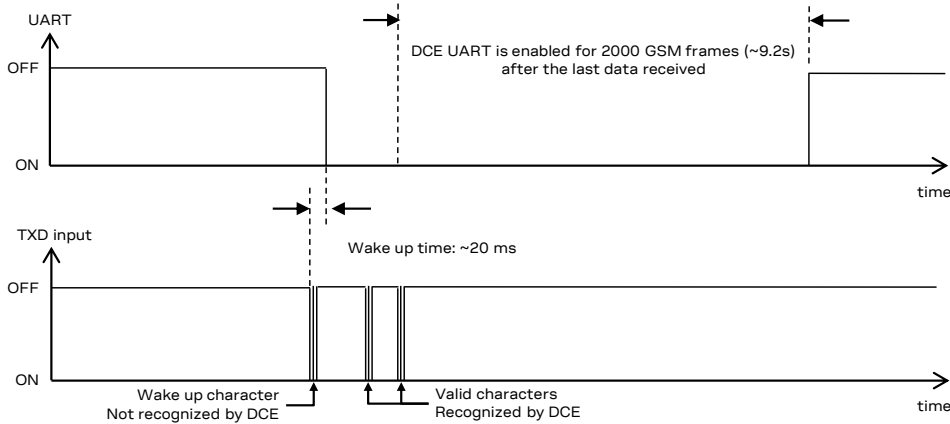 UART
DCE UART is enabled for 2000 GSM frames (~9.2s)
after the last data received
OFF
ON
time
TXD input
Wake up time: ~20 ms
OFF
ON
Wake up character
Not recognized by DCE
Valid characters
Recognized by DCE
time